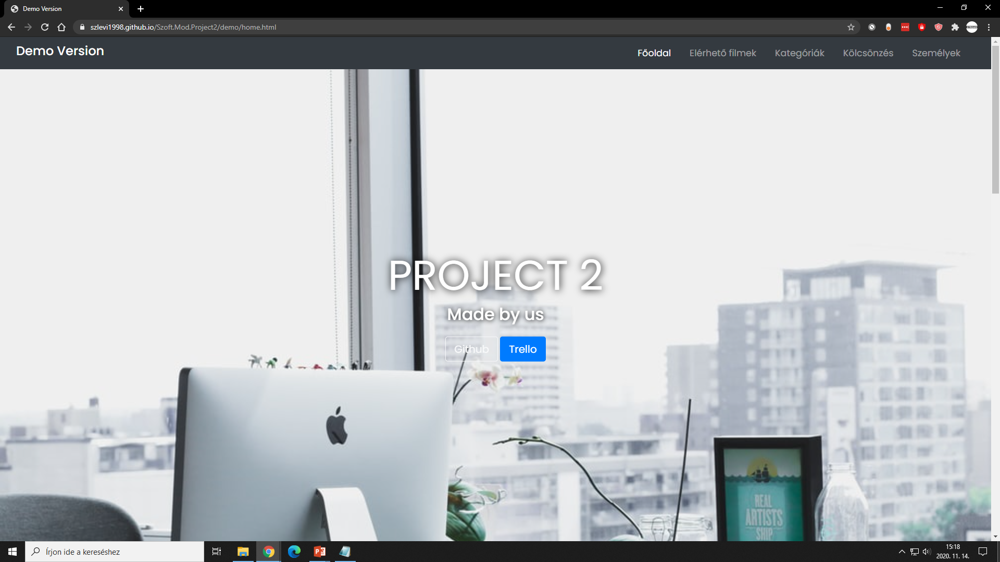 Demo Version
szlevi1998.github.io/Szoft.Mod.Project2/demo/home.html
Demo Version
Főoldal Elérhető filmek Kategóriák Kölcsönzés Személyek
PROJECT 2
Made by us
Github Trello
REAL
ARTISTS
SHIP
Írjon ide a kereséshez
15:18
2020. 11. 14.